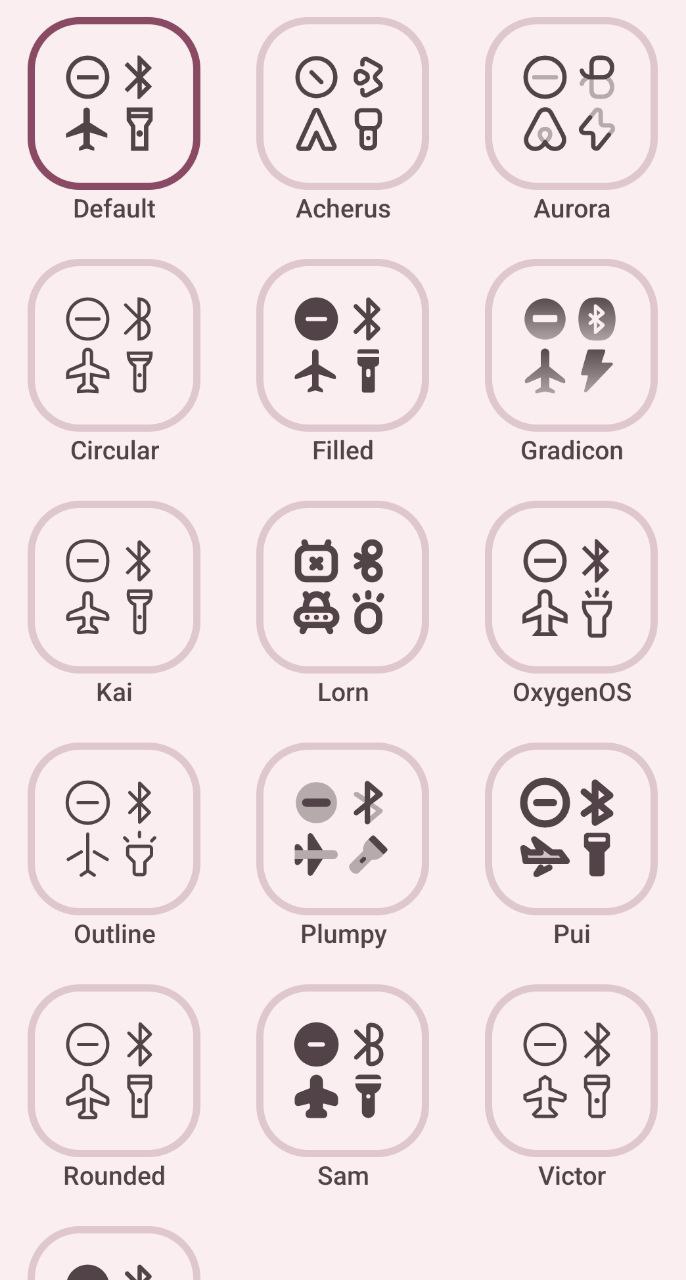 Default
Acherus
Aurora
Circular
Filled
Gradicon
Kai
Lorn
OxygenOS
Outline
Plumpy
Pui
Rounded
Sam
Victor